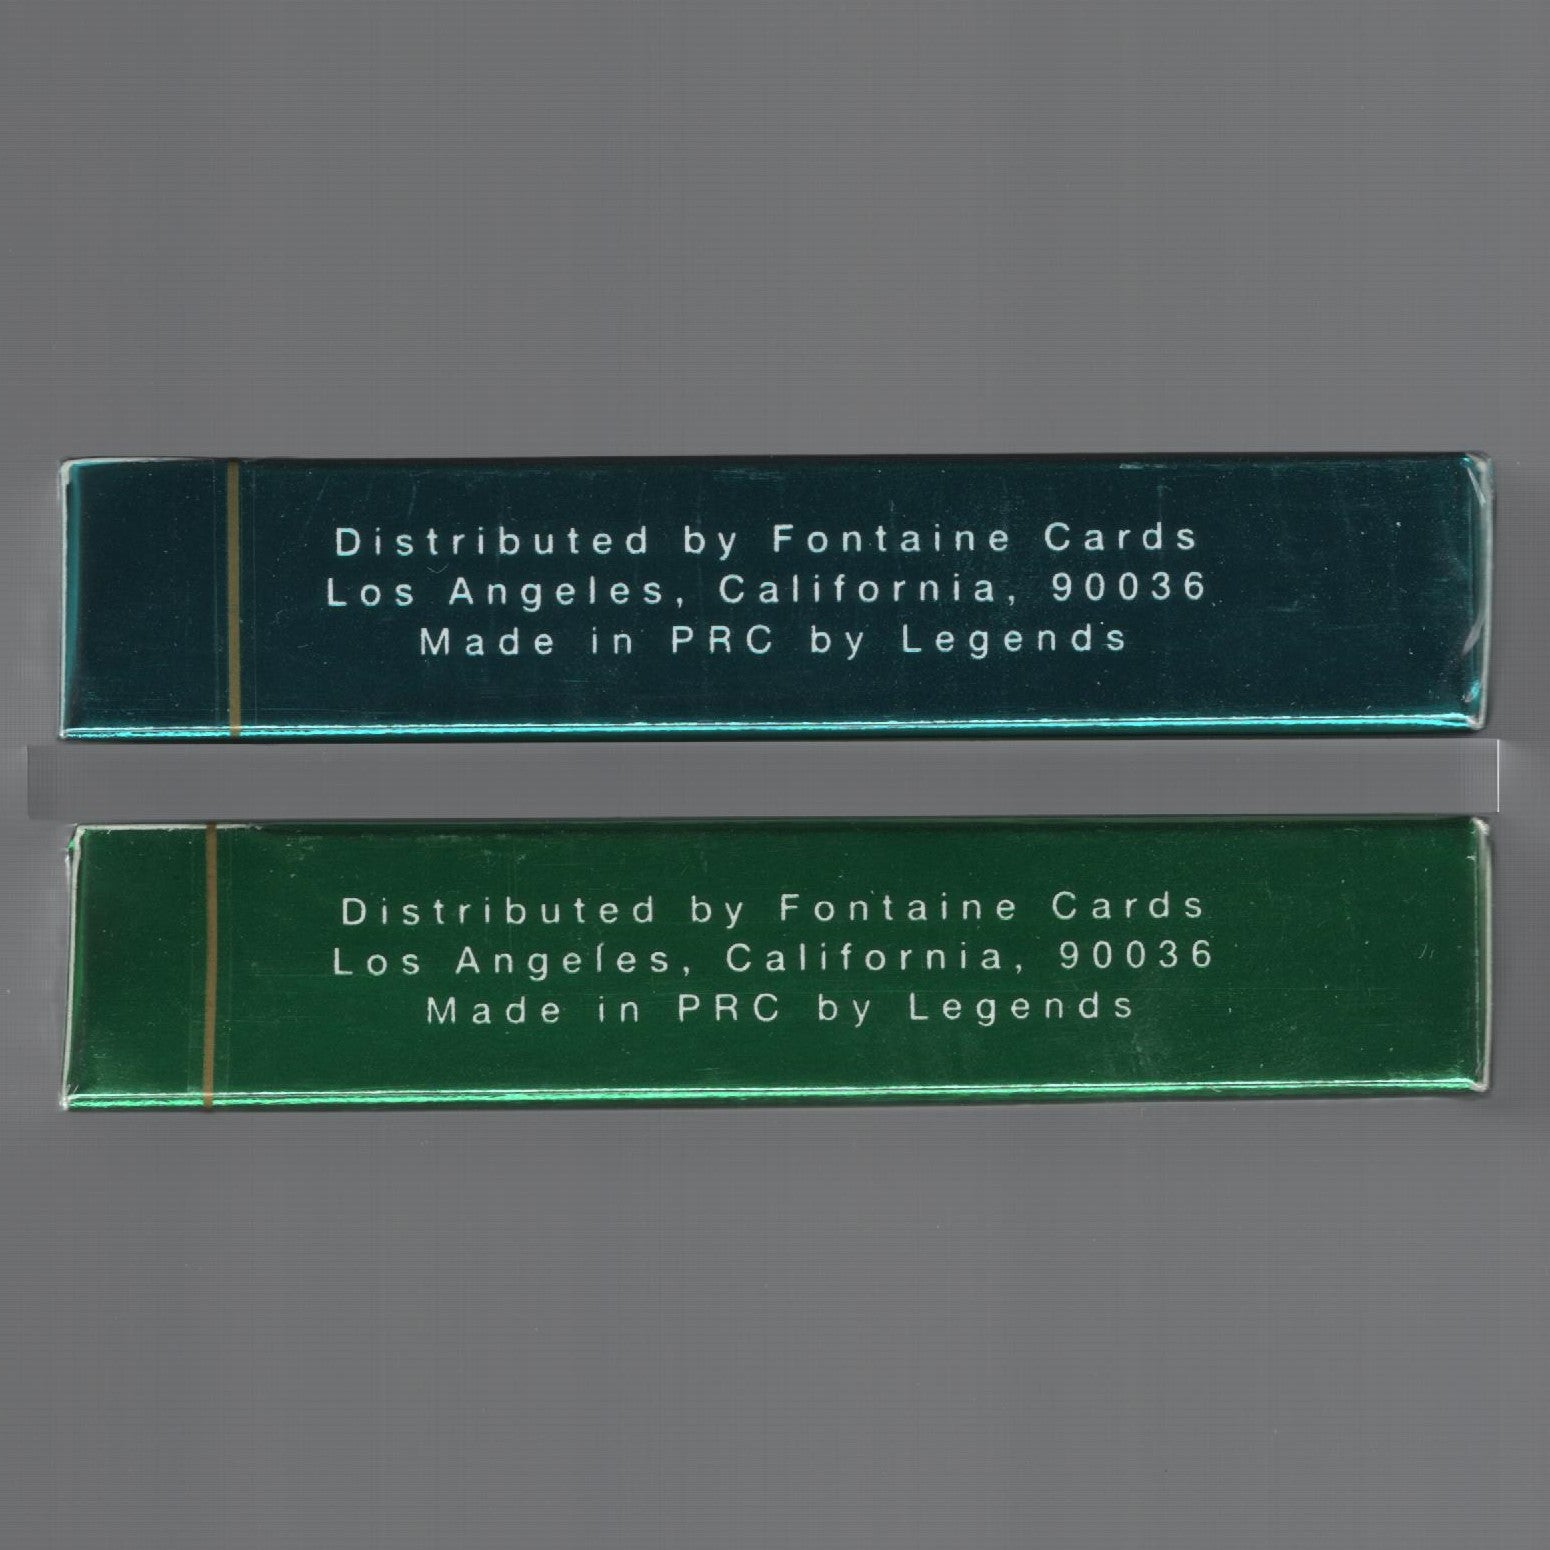 Distributed by Fontaine Cards
Los Angeles, California, 90036
Made in PRC by Legends
Distributed by Fontaine Cards
Los Angeles, California, 90036
Made in PRC by Legends